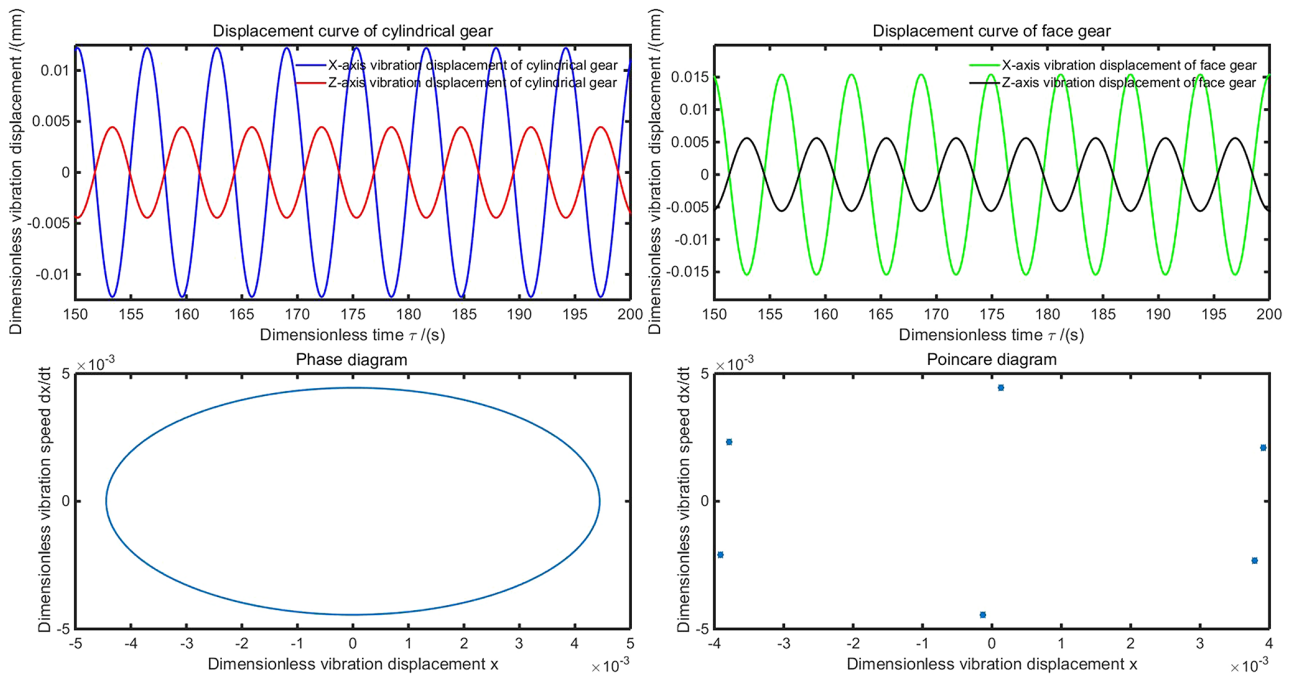 Displacement curve of cylindrical gear
Dimensionless vibration displacement /(mm)
0.01
0.005
0
-0.005
-0.01
X-axis vibration displacement of cylindrical gear
Z-axis vibration displacement of cylindrical gear
150 155 160 165 170 175 180 185 190 195 200
Dimensionless time τ /(s)
Displacement curve of face gear
Dimensionless vibration displacement /(mm)
0.015
0.01
0.005
0
-0.005
-0.01
-0.015
X-axis vibration displacement of face gear
Z-axis vibration displacement of face gear
150 155 160 165 170 175 180 185 190 195 200
Dimensionless time τ /(s)
Phase diagram
×10⁻³
Dimensionless vibration speed dx/dt
5
0
-5
-5 -4 -3 -2 -1 0 1 2 3 4 5
Dimensionless vibration displacement x
×10⁻³
Poincare diagram
×10⁻³
Dimensionless vibration speed dx/dt
5
0
-5
-4 -3 -2 -1 0 1 2 3 4
Dimensionless vibration displacement x
×10⁻³